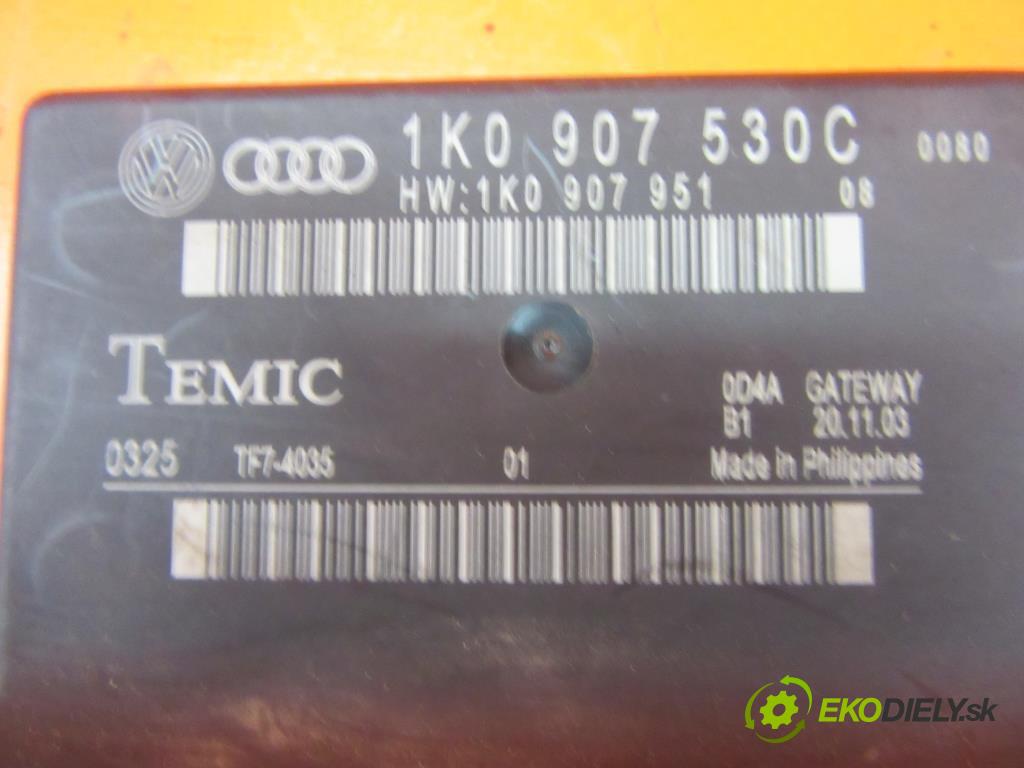 1K0 907 530C 0080
HW:1K0 907 951 08
TEMIC
0D4A GATEWAY
B1 20.11.03
0325 TF7-4035 01 Made in Philippines
EKODIELY.sk